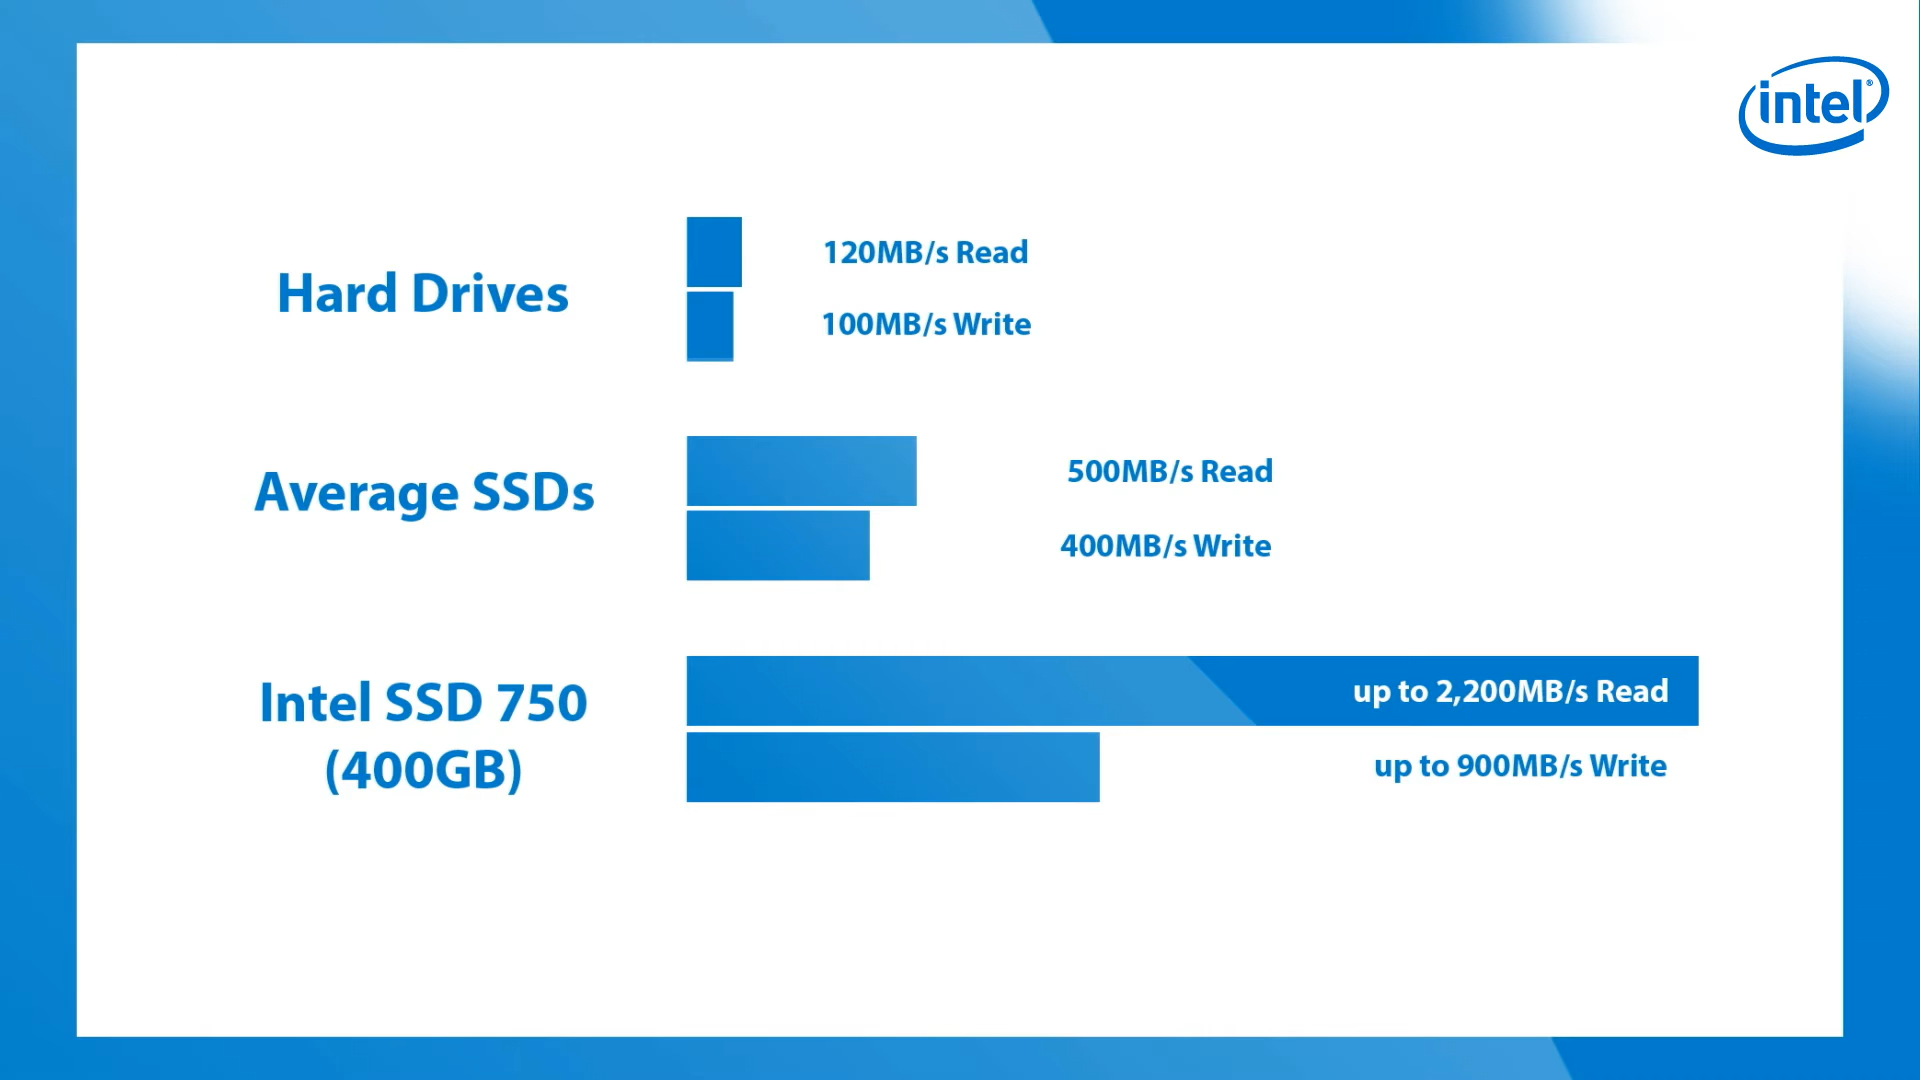 intel®
Hard Drives
120MB/s Read
100MB/s Write
Average SSDs
500MB/s Read
400MB/s Write
Intel SSD 750
(400GB)
up to 2,200MB/s Read
up to 900MB/s Write